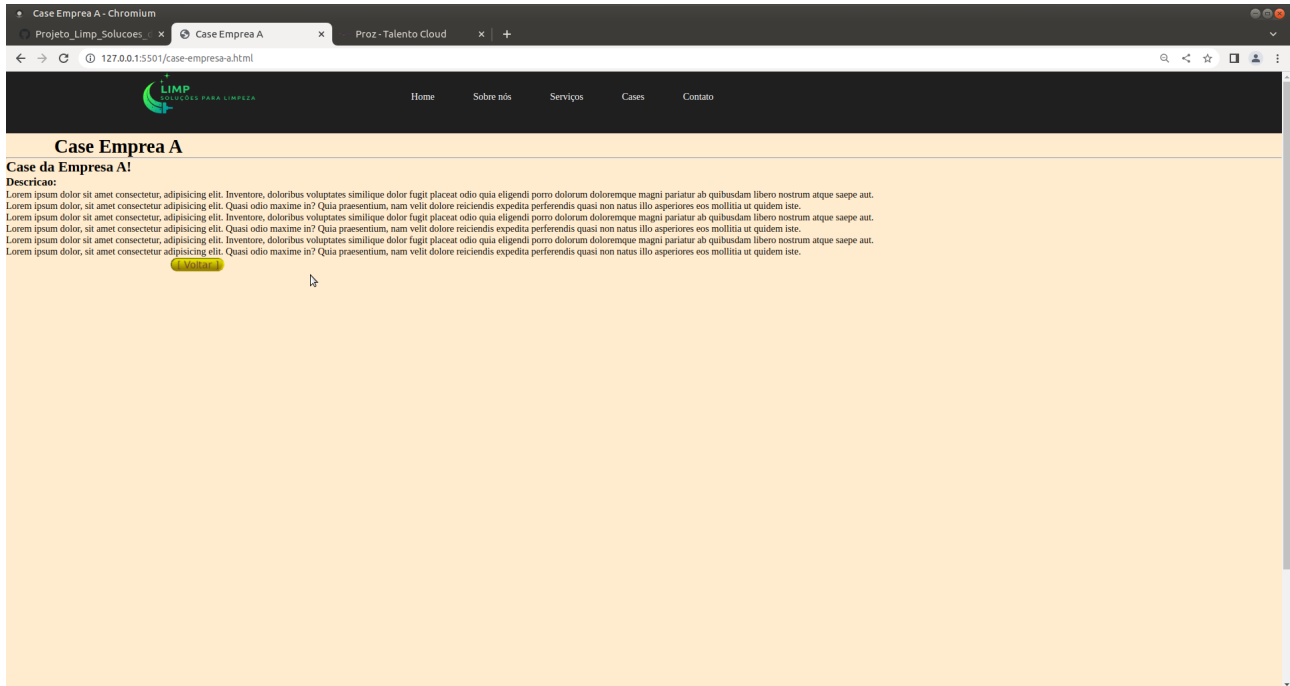 Case Emprea A - Chromium
Projeto_Limp_Solucoes_d
Case Emprea A
Proz - Talento Cloud
127.0.0.1:5501/case-empresa-a.html
LIMP
SOLUÇÕES PARA LIMPEZA
Home Sobre nós Serviços Cases Contato
Case Emprea A
Case da Empresa A!
Descricao:
Lorem ipsum dolor sit amet consectetur, adipisicing elit. Inventore, doloribus voluptates similique dolor fugit placeat odio quia eligendi porro dolorum doloremque magni pariatur ab quibusdam libero nostrum atque saepe aut.
Lorem ipsum dolor, sit amet consectetur adipisicing elit. Quasi odio maxime in? Quia praesentium, nam velit dolore reiciendis expedita perferendis quasi non natus illo asperiores eos mollitia ut quidem iste.
Lorem ipsum dolor sit amet consectetur, adipisicing elit. Inventore, doloribus voluptates similique dolor fugit placeat odio quia eligendi porro dolorum doloremque magni pariatur ab quibusdam libero nostrum atque saepe aut.
Lorem ipsum dolor, sit amet consectetur adipisicing elit. Quasi odio maxime in? Quia praesentium, nam velit dolore reiciendis expedita perferendis quasi non natus illo asperiores eos mollitia ut quidem iste.
Lorem ipsum dolor sit amet consectetur, adipisicing elit. Inventore, doloribus voluptates similique dolor fugit placeat odio quia eligendi porro dolorum doloremque magni pariatur ab quibusdam libero nostrum atque saepe aut.
Lorem ipsum dolor, sit amet consectetur adipisicing elit. Quasi odio maxime in? Quia praesentium, nam velit dolore reiciendis expedita perferendis quasi non natus illo asperiores eos mollitia ut quidem iste.
[ Voltar ]